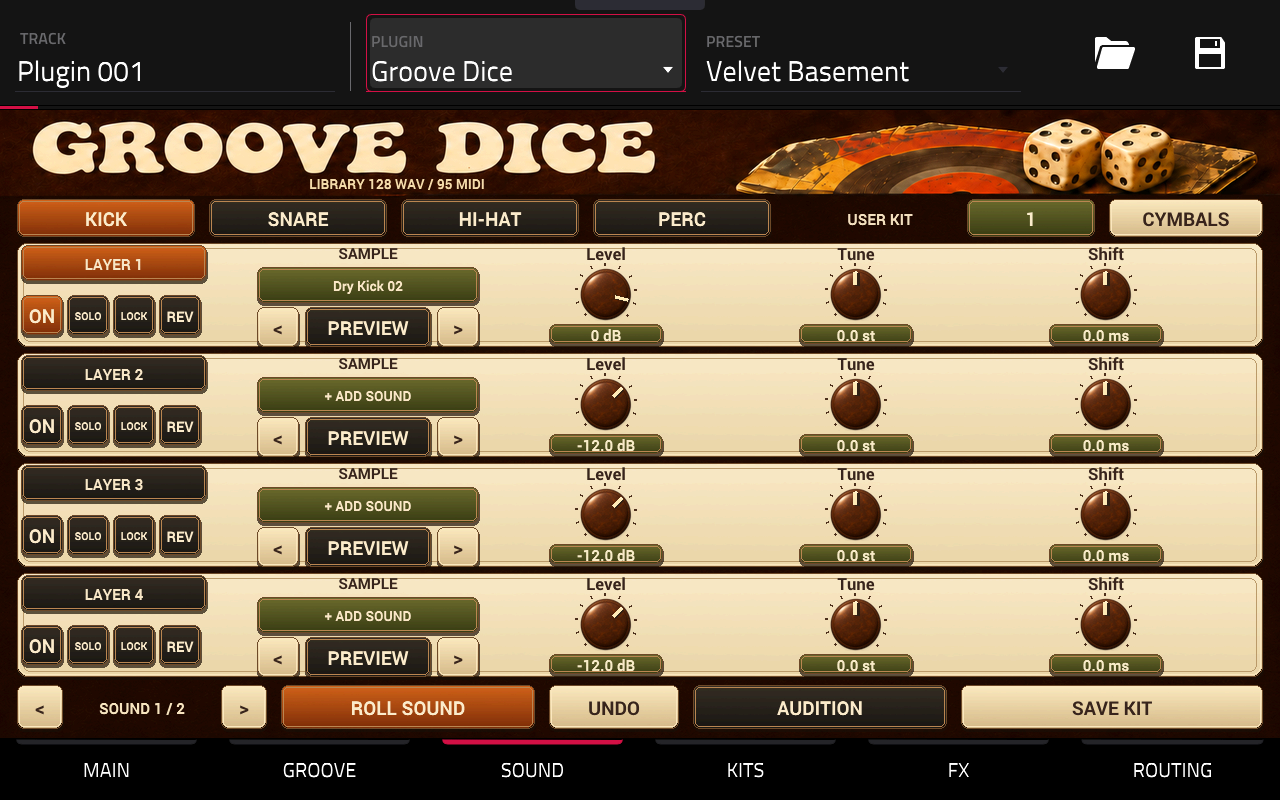 TRACK
Plugin 001
PLUGIN
Groove Dice
PRESET
Velvet Basement
GROOVE DICE
LIBRARY 128 WAV / 95 MIDI
KICK
SNARE
HI-HAT
PERC
USER KIT
1
CYMBALS
LAYER 1
SAMPLE
Level
Tune
Shift
Dry Kick 02
ON
SOLO
LOCK
REV
<
PREVIEW
>
0 dB
0.0 st
0.0 ms
LAYER 2
SAMPLE
Level
Tune
Shift
+ ADD SOUND
ON
SOLO
LOCK
REV
<
PREVIEW
>
-12.0 dB
0.0 st
0.0 ms
LAYER 3
SAMPLE
Level
Tune
Shift
+ ADD SOUND
ON
SOLO
LOCK
REV
<
PREVIEW
>
-12.0 dB
0.0 st
0.0 ms
LAYER 4
SAMPLE
Level
Tune
Shift
+ ADD SOUND
ON
SOLO
LOCK
REV
<
PREVIEW
>
-12.0 dB
0.0 st
0.0 ms
<
SOUND 1 / 2
>
ROLL SOUND
UNDO
AUDITION
SAVE KIT
MAIN
GROOVE
SOUND
KITS
FX
ROUTING